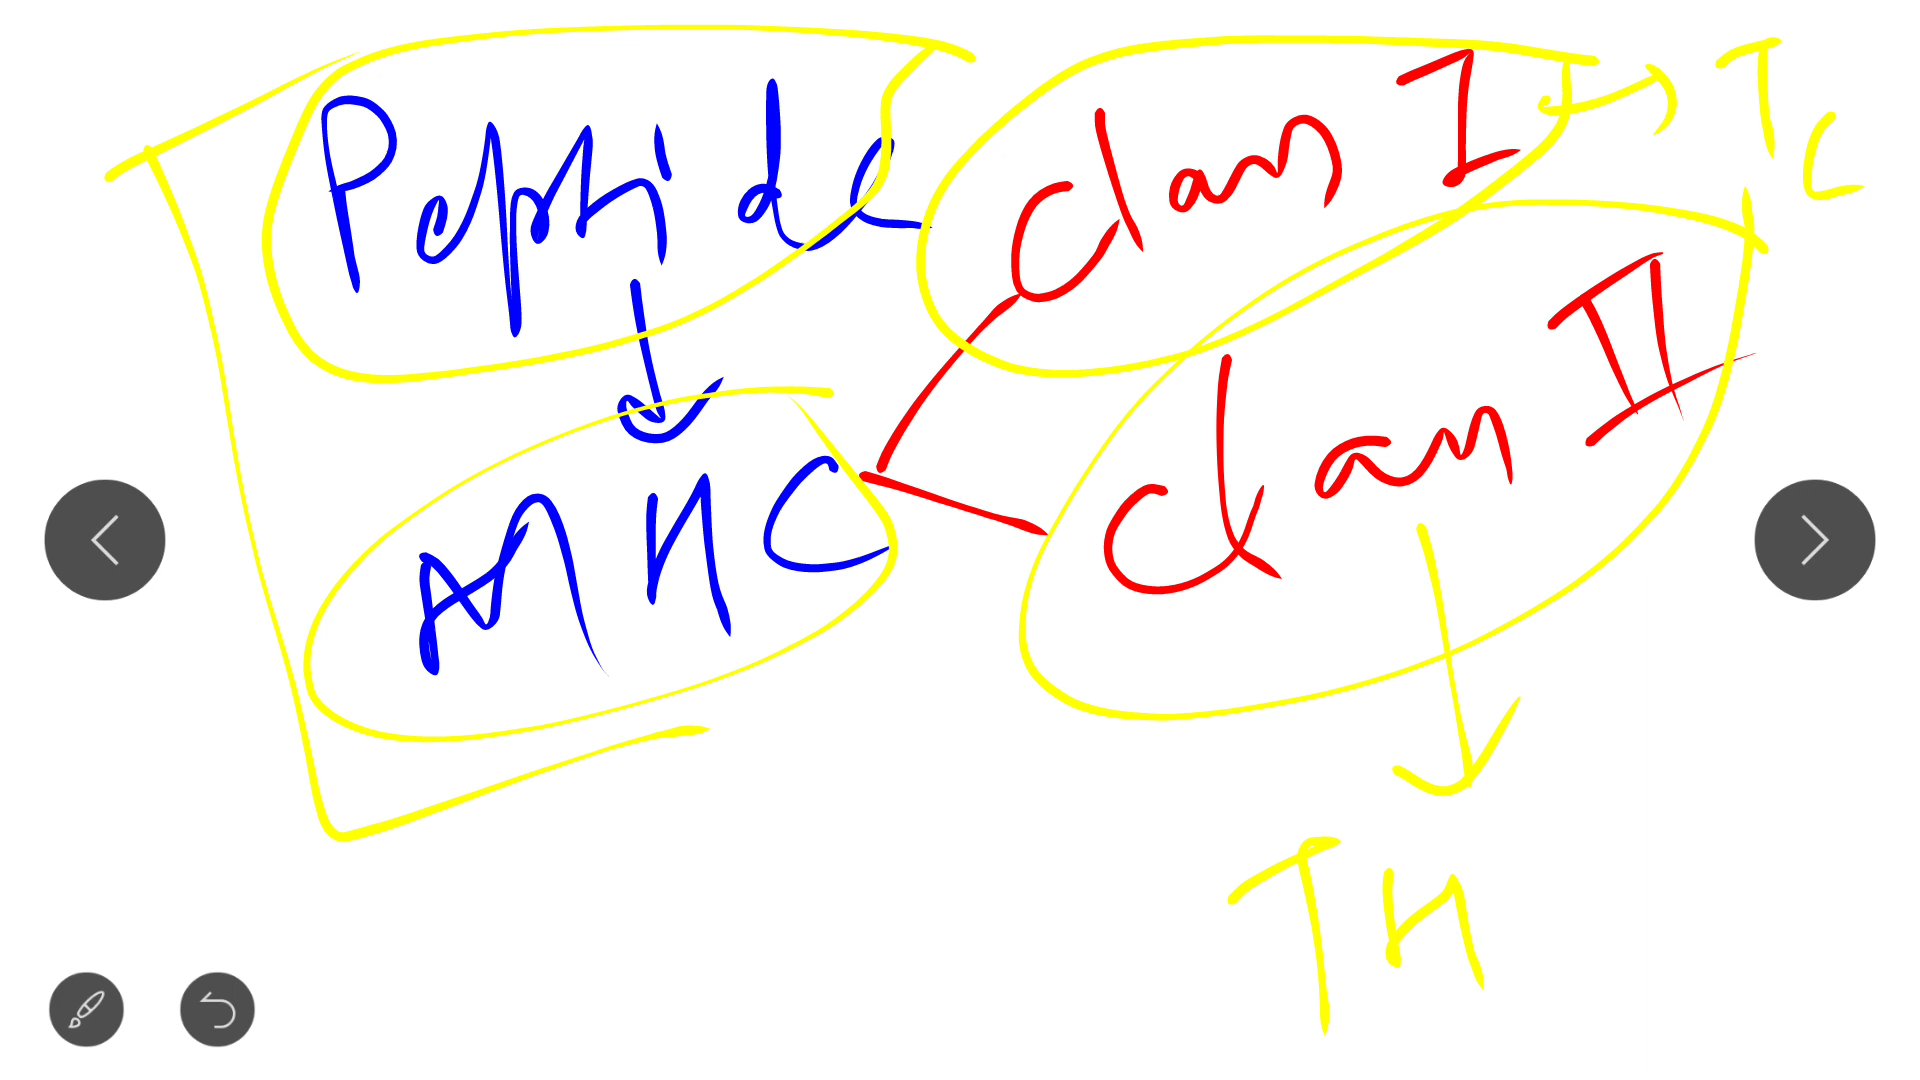 Peptide
Class I
TC
MHC
Class II
TH